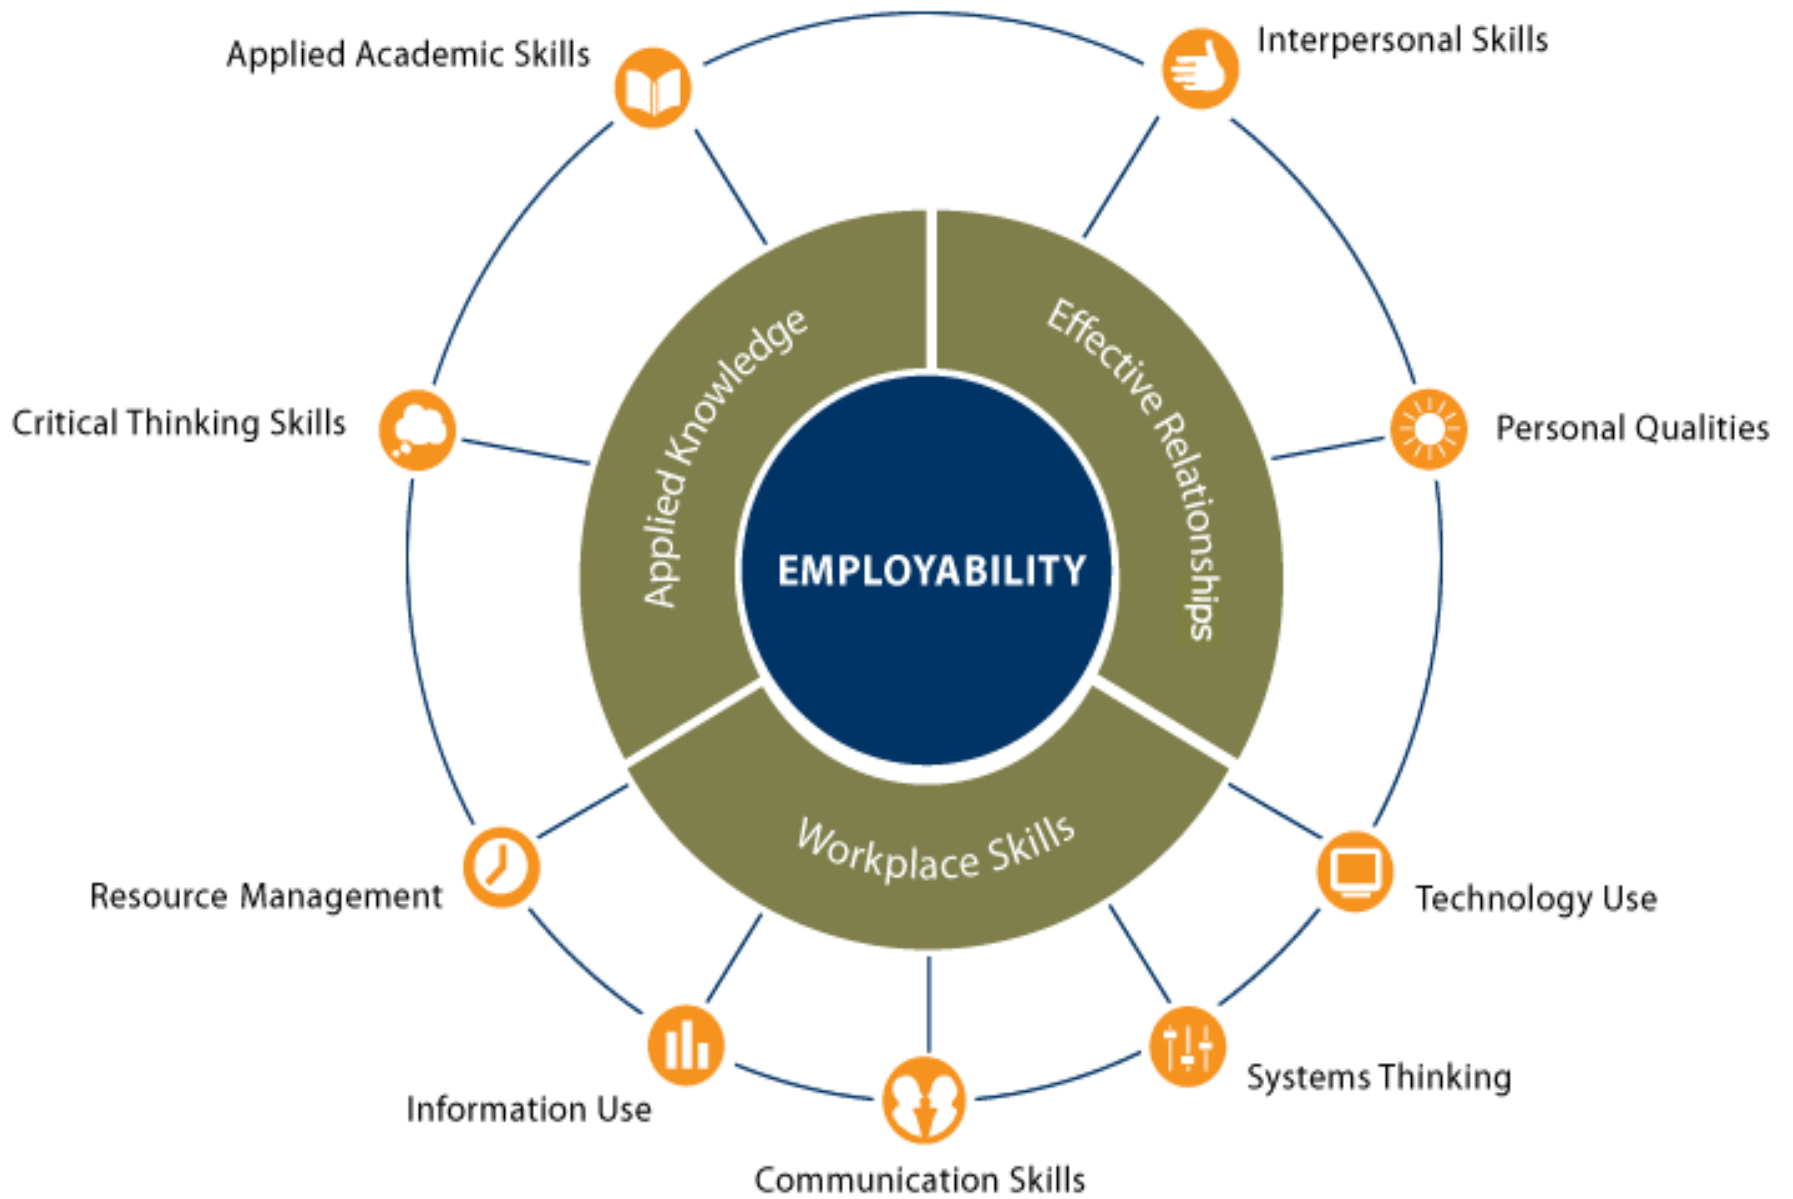 Applied Academic Skills
Interpersonal Skills
Critical Thinking Skills
Personal Qualities
Applied Knowledge
Effective Relationships
EMPLOYABILITY
Workplace Skills
Resource Management
Technology Use
Information Use
Systems Thinking
Communication Skills